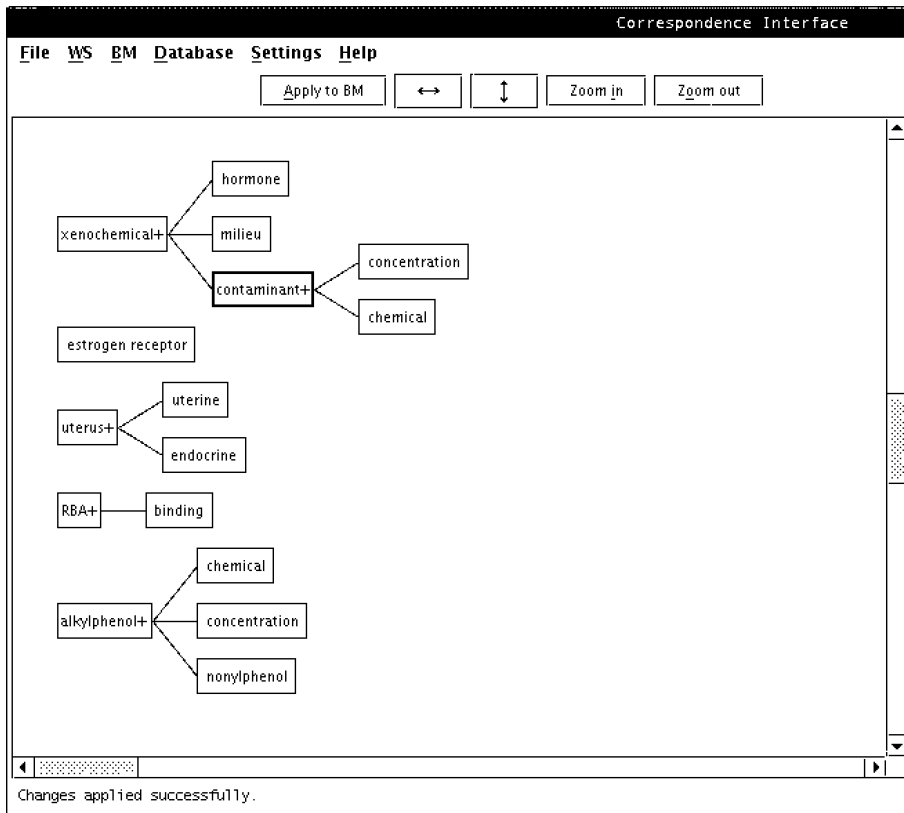 Correspondence Interface
File WS BM Database Settings Help
Apply to BM ↔ ↕ Zoom in Zoom out
hormone
xenochemical+ milieu
concentration
contaminant+
chemical
estrogen receptor
uterine
uterus+
endocrine
RBA+ binding
chemical
alkylphenol+ concentration
nonylphenol
Changes applied successfully.